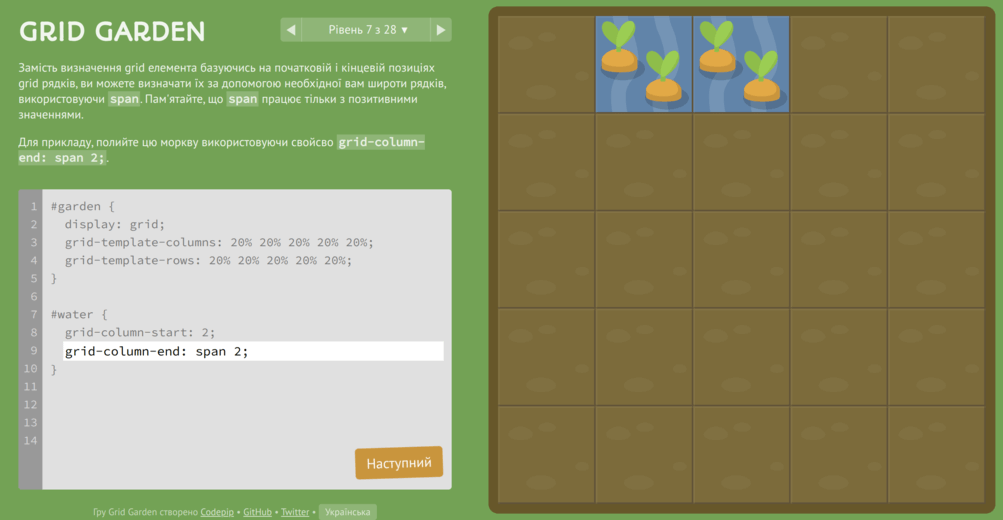 GRID GARDEN
Рівень 7 з 28 ▼
Замість визначення grid елемента базуючись на початковій і кінцевій позиціях
grid рядків, ви можете визначати їх за допомогою необхідної вам широти рядків,
використовуючи span. Пам'ятайте, що span працює тільки з позитивними
значеннями.
Для прикладу, полийте цю моркву використовуючи свойсво grid-column-
end: span 2;.
1 #garden {
2 display: grid;
3 grid-template-columns: 20% 20% 20% 20% 20%;
4 grid-template-rows: 20% 20% 20% 20% 20%;
5 }
6
7 #water {
8 grid-column-start: 2;
9 grid-column-end: span 2;
10 }
11
12
13
14
Наступний
Гру Grid Garden створено Codepip • GitHub • Twitter • Українська